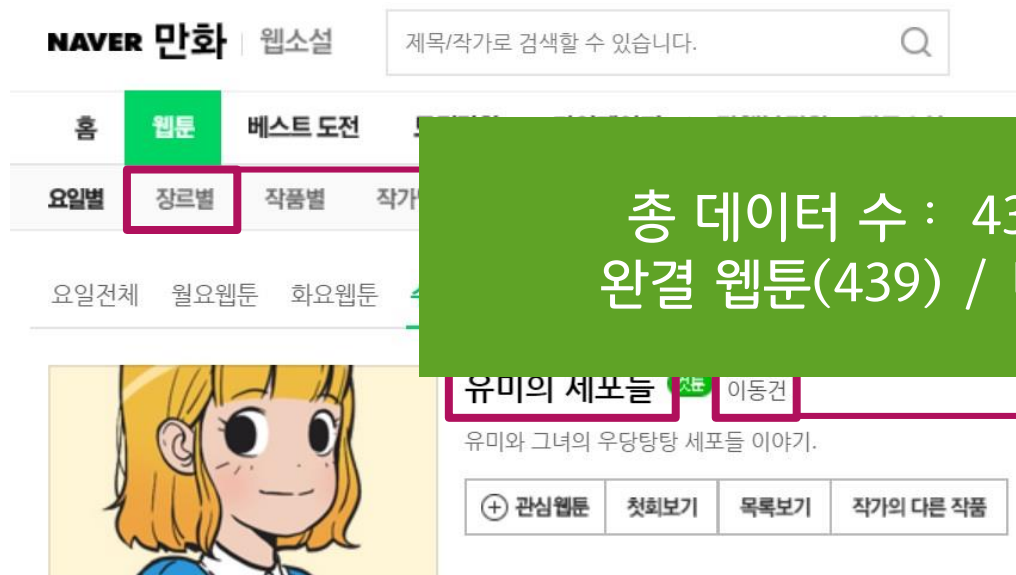 NAVER 만화 웹소설 제목/작가로 검색할 수 있습니다.
홈 웹툰 베스트 도전
요일별 장르별 작품별
총 데이터 수 :
완결 웹툰(439) /
요일전체 월요웹툰 화요웹툰
유미의 세포들 컷툰 이동건
유미와 그녀의 우당탕탕 세포들 이야기.
관심웹툰 첫회보기 목록보기 작가의 다른 작품